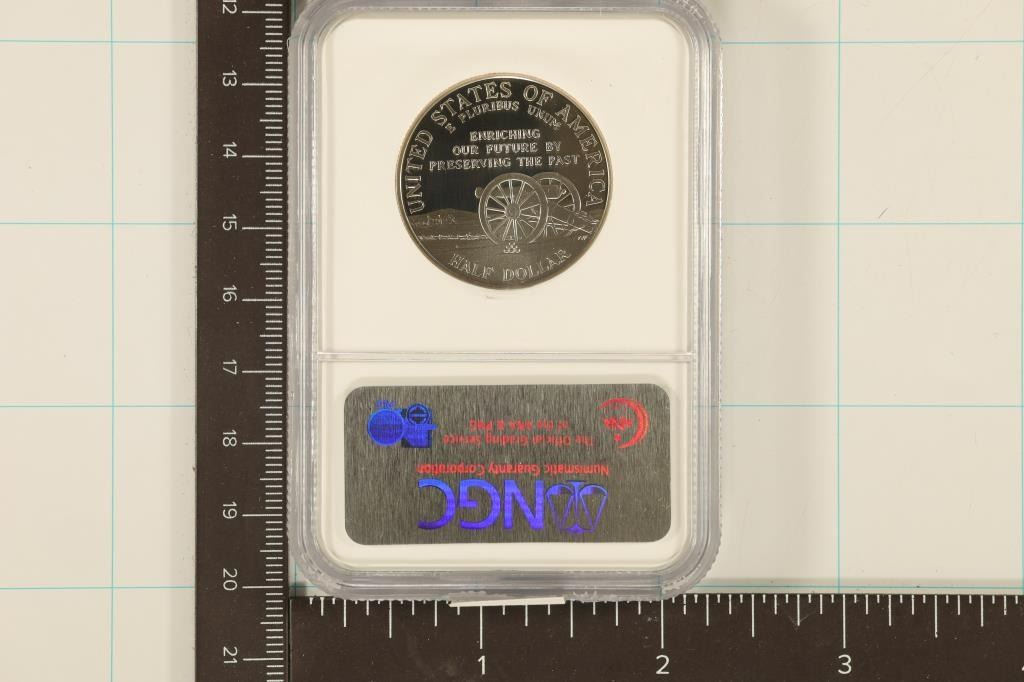 12
13
14
15
16
17
18
19
20
21
UNITED STATES OF AMERICA
E PLURIBUS UNUM
ENRICHING
OUR FUTURE BY
PRESERVING THE PAST
HALF DOLLAR
NGC
Numismatic Guaranty Corporation
The Official Grading Service
of the ANA & PNG
ANA
1
2
3